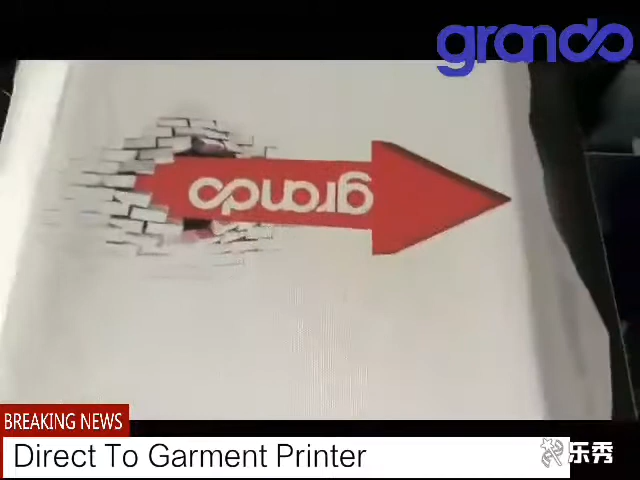 grando
grando
BREAKING NEWS
Direct To Garment Printer
乐秀